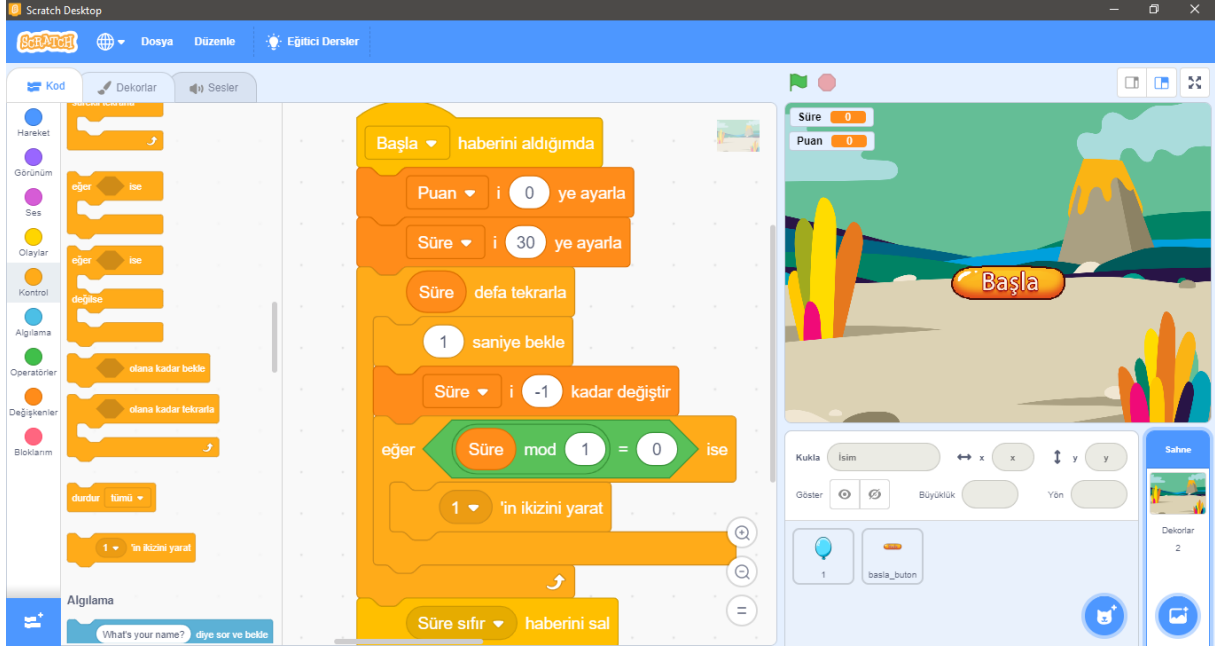 Scratch Desktop
SCRATCH Dosya Düzenle Eğitici Dersler
Kod Dekorlar Sesler
Hareket
Görünüm
Ses
Olaylar
Kontrol
Algılama
Operatörler
Değişkenler
Bloklarım
sürekli tekrarla
eğer ise
eğer ise
değilse
olana kadar bekle
olana kadar tekrarla
durdur tümü
1 'in ikizini yarat
Algılama
What's your name? diye sor ve bekle
Başla haberini aldığımda
Puan i 0 ye ayarla
Süre i 30 ye ayarla
Süre defa tekrarla
1 saniye bekle
Süre i -1 kadar değiştir
eğer Süre mod 1 = 0 ise
1 'in ikizini yarat
Süre sıfır haberini sal
=
Süre 0
Puan 0
Başla
Kukla İsim x x y y
Göster Büyüklük Yön
1
basla_buton
Sahne
Dekorlar
2